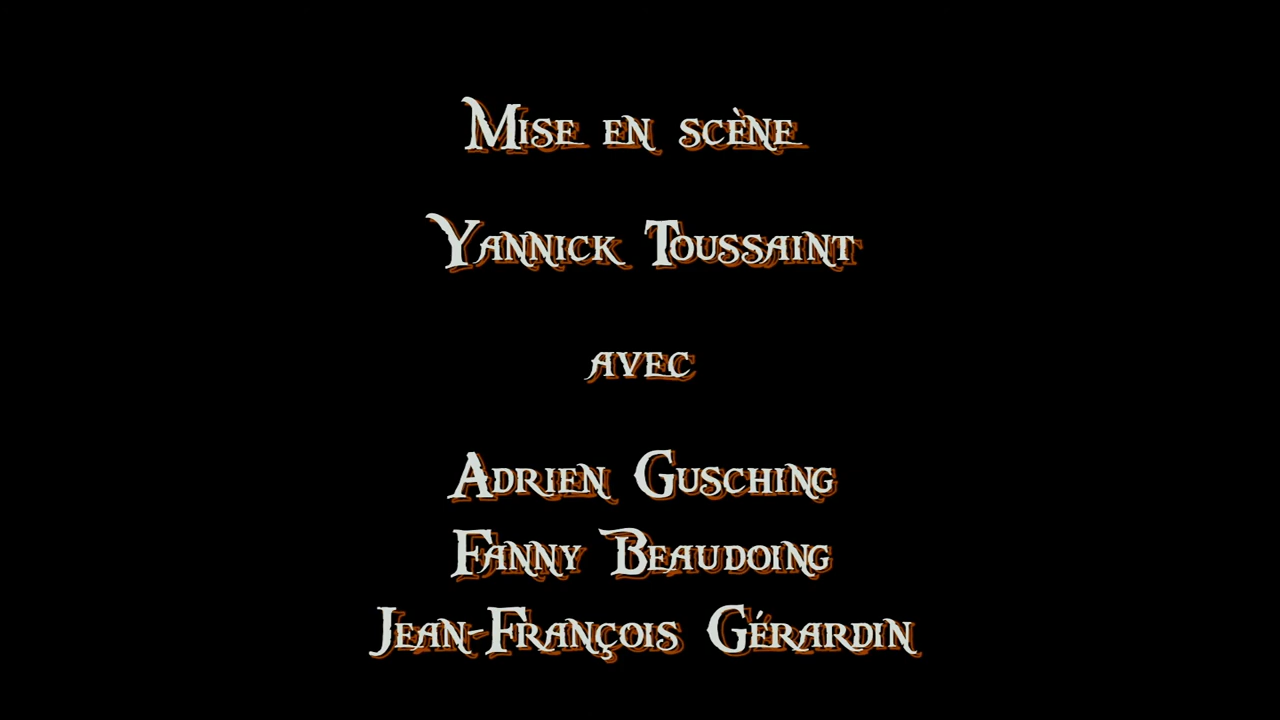 Mise en scène
Yannick Toussaint
avec
Adrien Gusching
Fanny Beaudoing
Jean-François Gérardin